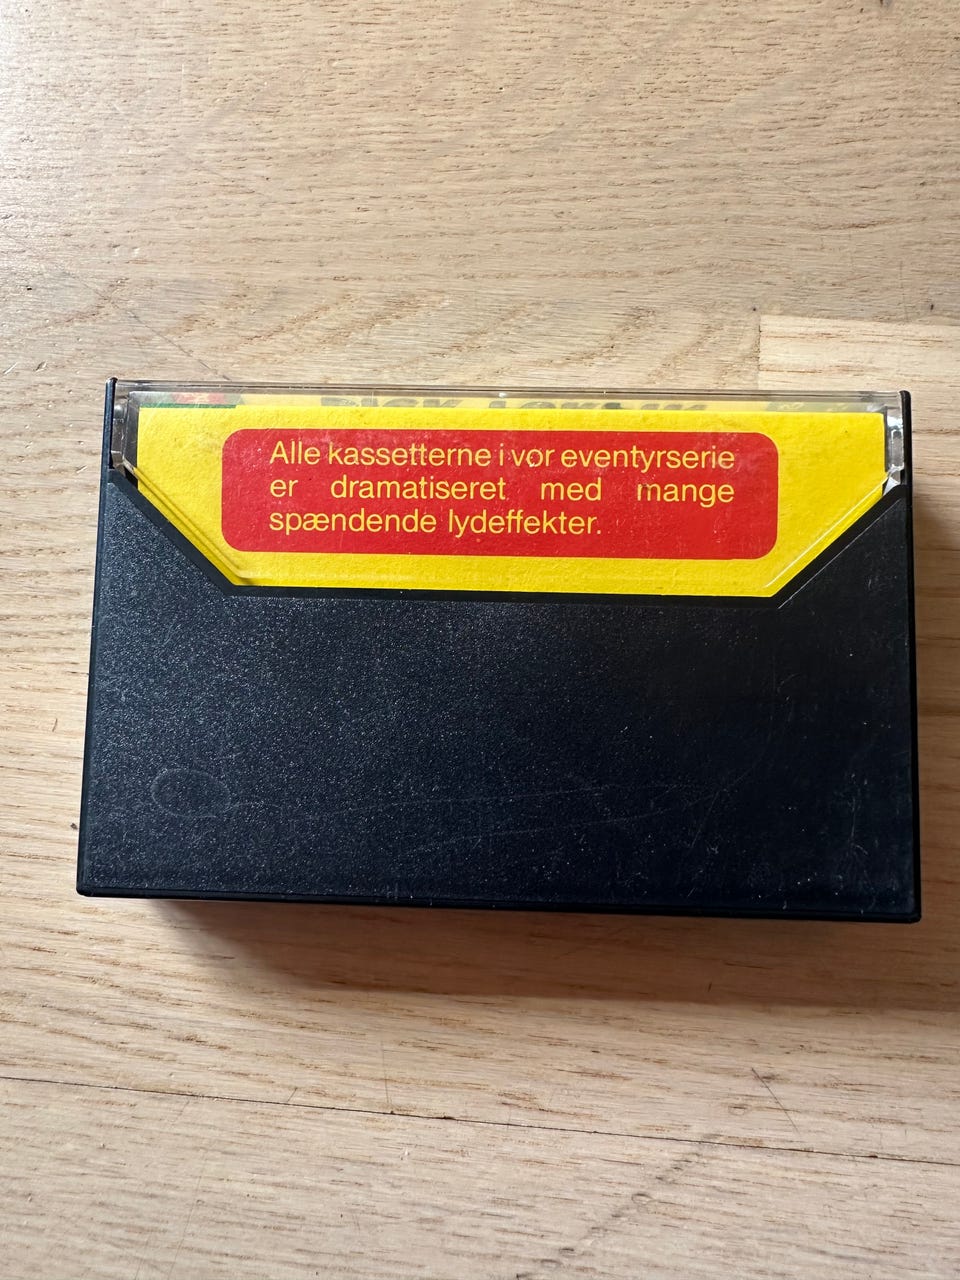 Alle kassetterne i vor eventyrserie
er dramatiseret med mange
spændende lydeffekter.